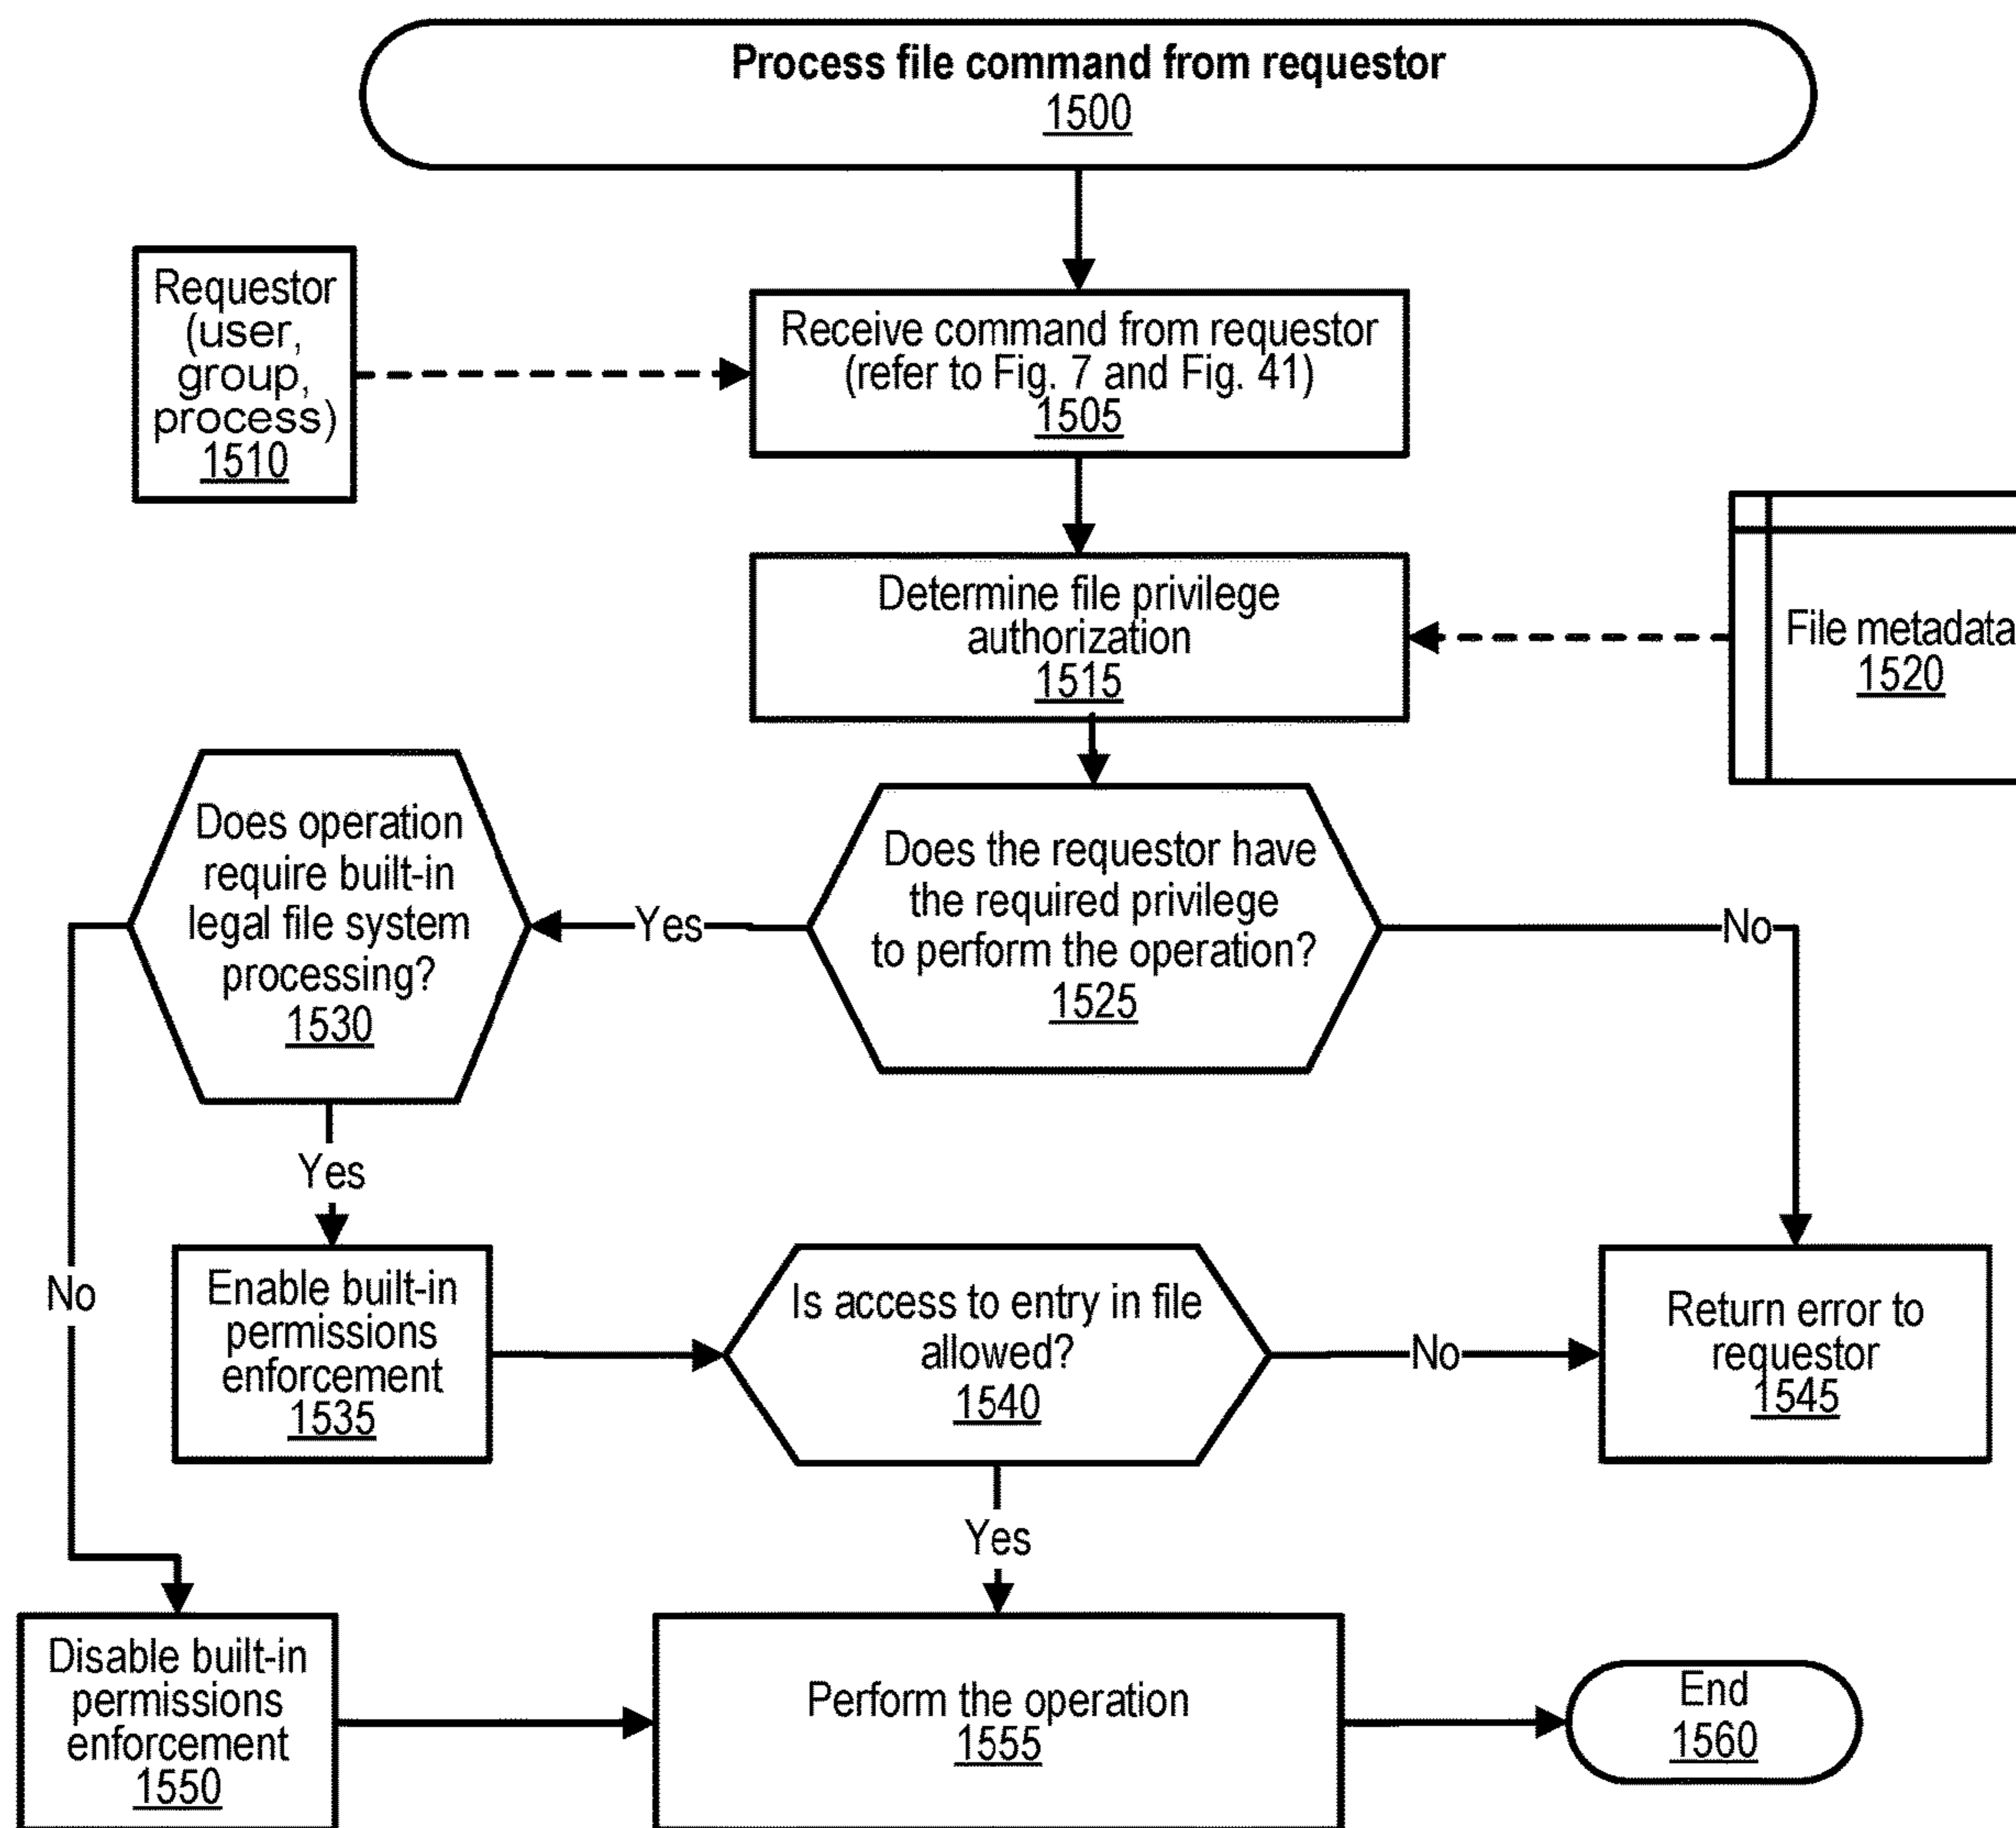 Process file command from requestor
1500
Requestor
(user,
group,
process)
1510
Receive command from requestor
(refer to Fig. 7 and Fig. 41)
1505
Determine file privilege
authorization
1515
File metadata
1520
Does operation
require built-in
legal file system
processing?
1530
Yes
Does the requestor have
the required privilege
to perform the operation?
1525
No
Yes
No
Enable built-in
permissions
enforcement
1535
Is access to entry in file
allowed?
1540
No
Return error to
requestor
1545
Yes
Disable built-in
permissions
enforcement
1550
Perform the operation
1555
End
1560